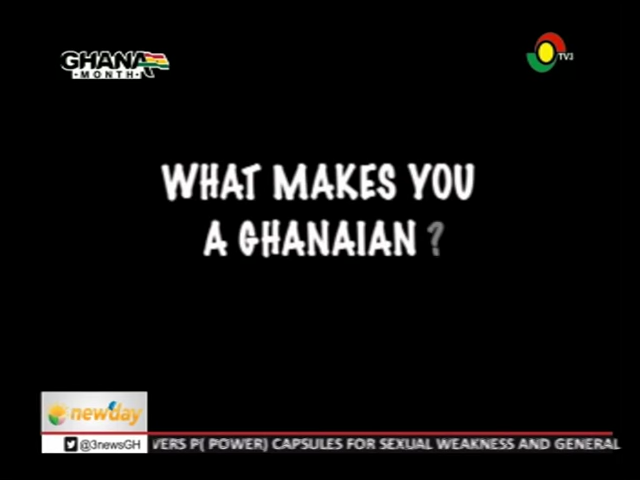 GHANA
·MONTH·
TV3
WHAT MAKES YOU
A GHANAIAN ?
newday
@3newsGH
VERS P( POWER) CAPSULES FOR SEXUAL WEAKNESS AND GENERAL